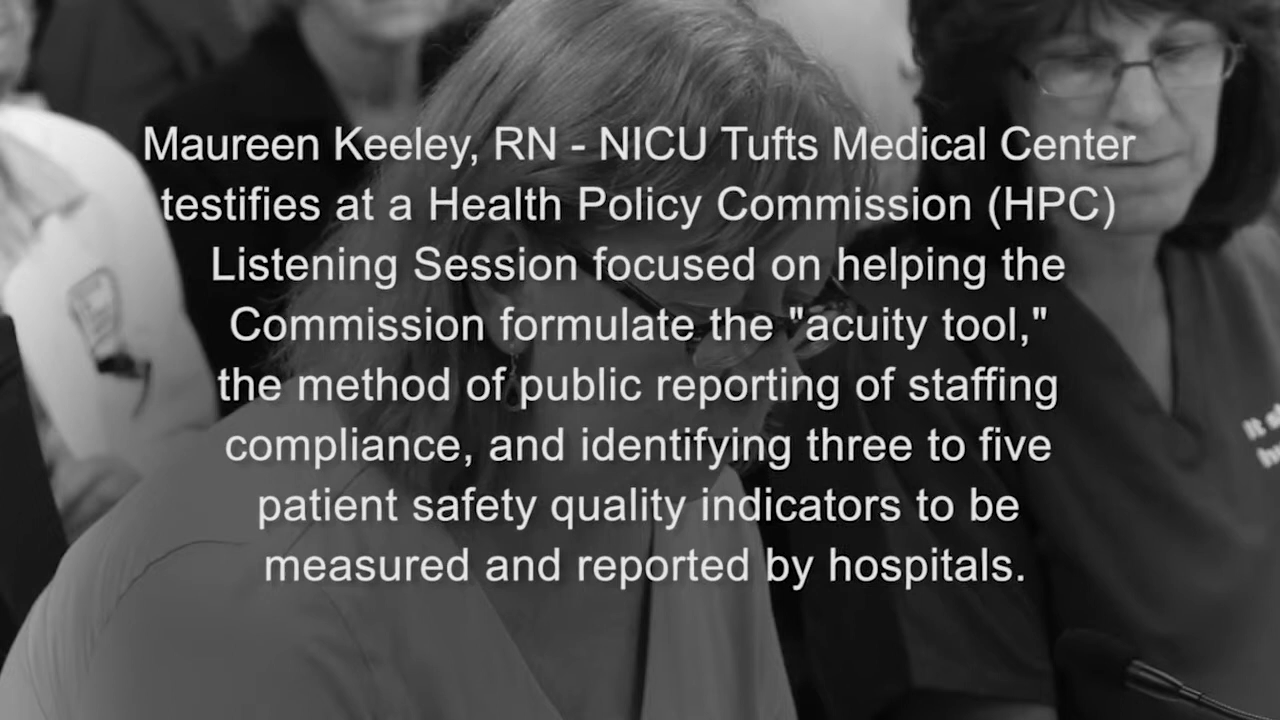 Maureen Keeley, RN - NICU Tufts Medical Center
testifies at a Health Policy Commission (HPC)
Listening Session focused on helping the
Commission formulate the "acuity tool,"
the method of public reporting of staffing
compliance, and identifying three to five
patient safety quality indicators to be
measured and reported by hospitals.
It